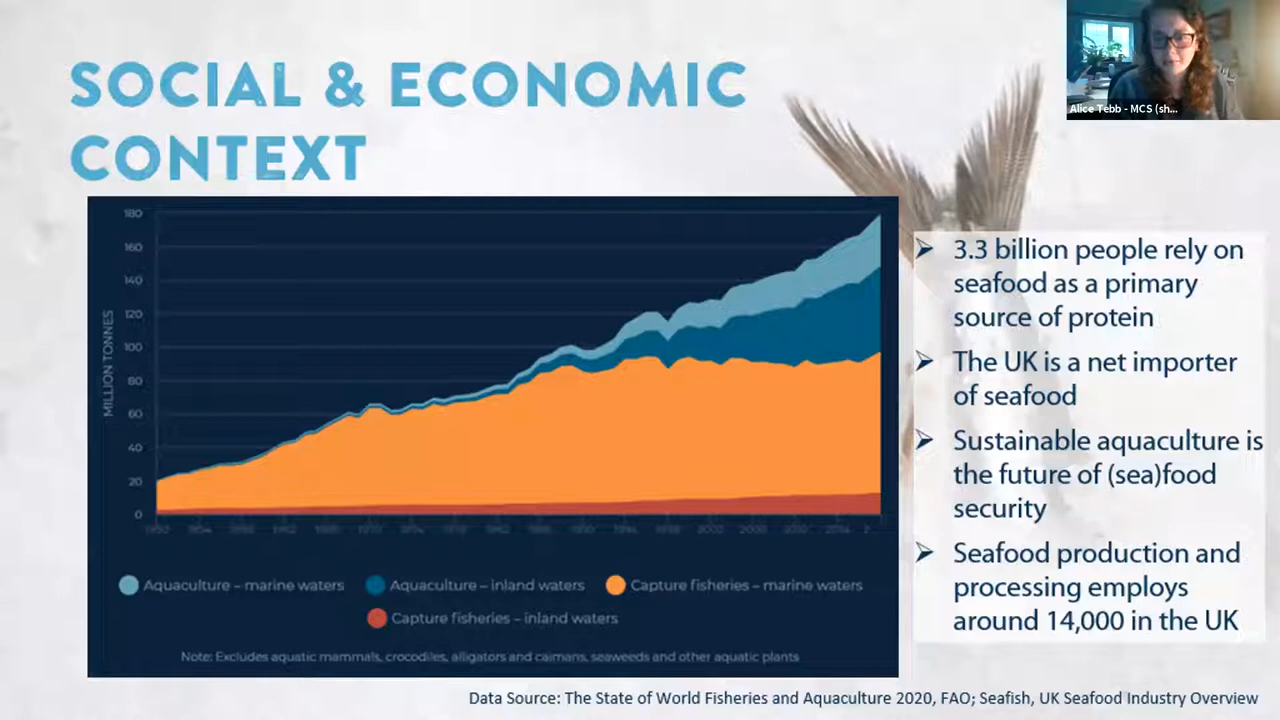 SOCIAL & ECONOMIC
CONTEXT
Alice Tebb - MCS (sh...
180
160
140
120
100
80
60
40
20
0
MILLION TONNES
Aquaculture – marine waters
Aquaculture – inland waters
Capture fisheries – marine waters
Capture fisheries – inland waters
Note: Excludes aquatic mammals, crocodiles, alligators and caimans, seaweeds and other aquatic plants
➢ 3.3 billion people rely on
seafood as a primary
source of protein
➢ The UK is a net importer
of seafood
➢ Sustainable aquaculture is
the future of (sea)food
security
➢ Seafood production and
processing employs
around 14,000 in the UK
Data Source: The State of World Fisheries and Aquaculture 2020, FAO; Seafish, UK Seafood Industry Overview